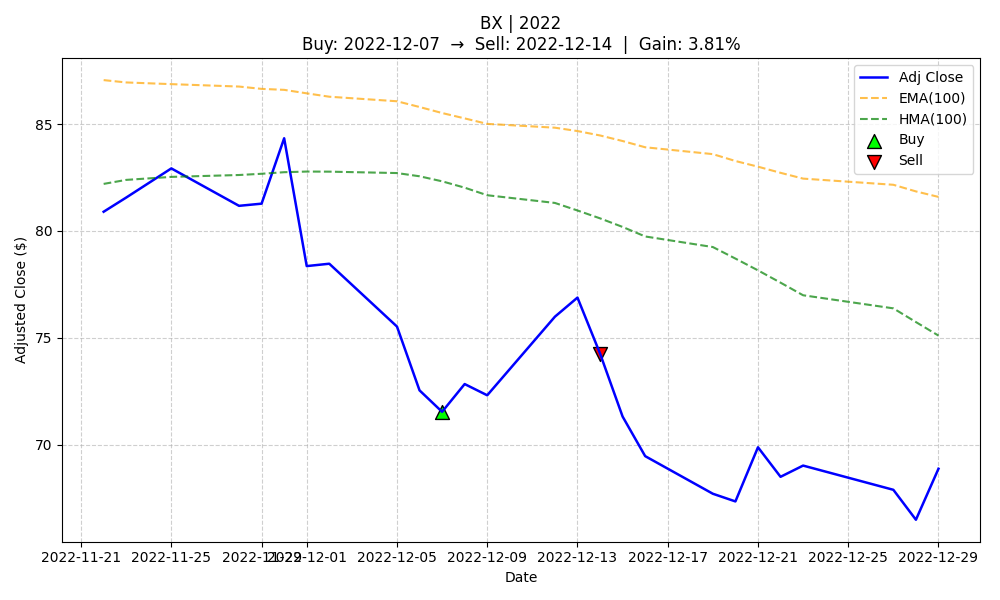 BX | 2022
Buy: 2022-12-07 → Sell: 2022-12-14 | Gain: 3.81%
Adj Close
EMA(100)
HMA(100)
Buy
Sell
Adjusted Close ($)
85
80
75
70
2022-11-21 2022-11-25 2022-11-29 2022-12-01 2022-12-05 2022-12-09 2022-12-13 2022-12-17 2022-12-21 2022-12-25 2022-12-29
Date